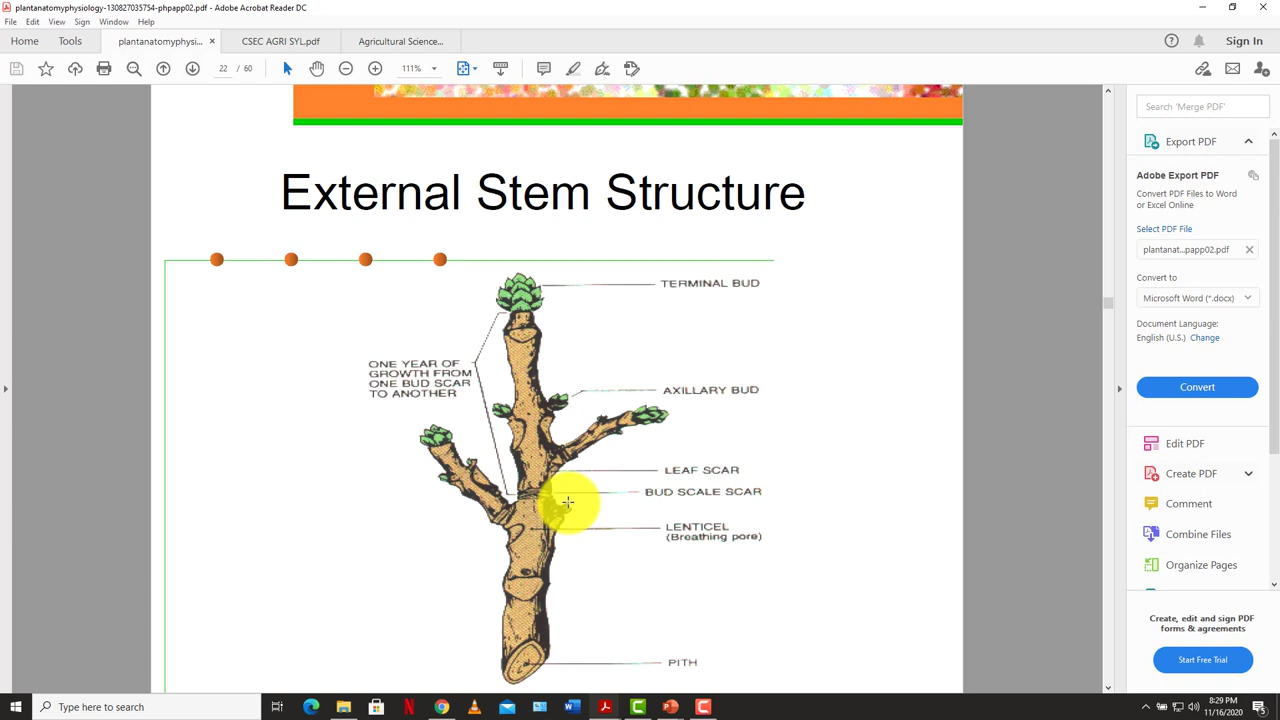 plantanatomyphysiology-130827035754-phpapp02.pdf - Adobe Acrobat Reader DC
File Edit View Sign Window Help
Home Tools plantanatomyphysi... × CSEC AGRI SYL.pdf Agricultural Science... Sign In
22 / 60 111%
Search 'Merge PDF'
Export PDF
Adobe Export PDF
Convert PDF Files to Word
or Excel Online
Select PDF File
plantanat...papp02.pdf
Convert to
Microsoft Word (*.docx)
Document Language:
English (U.S.) Change
Convert
Edit PDF
Create PDF
Comment
Combine Files
Organize Pages
Create, edit and sign PDF
forms & agreements
Start Free Trial
External Stem Structure
TERMINAL BUD
ONE YEAR OF
GROWTH FROM
ONE BUD SCAR
TO ANOTHER
AXILLARY BUD
LEAF SCAR
BUD SCALE SCAR
LENTICEL
(Breathing pore)
PITH
Type here to search
8:29 PM
11/16/2020